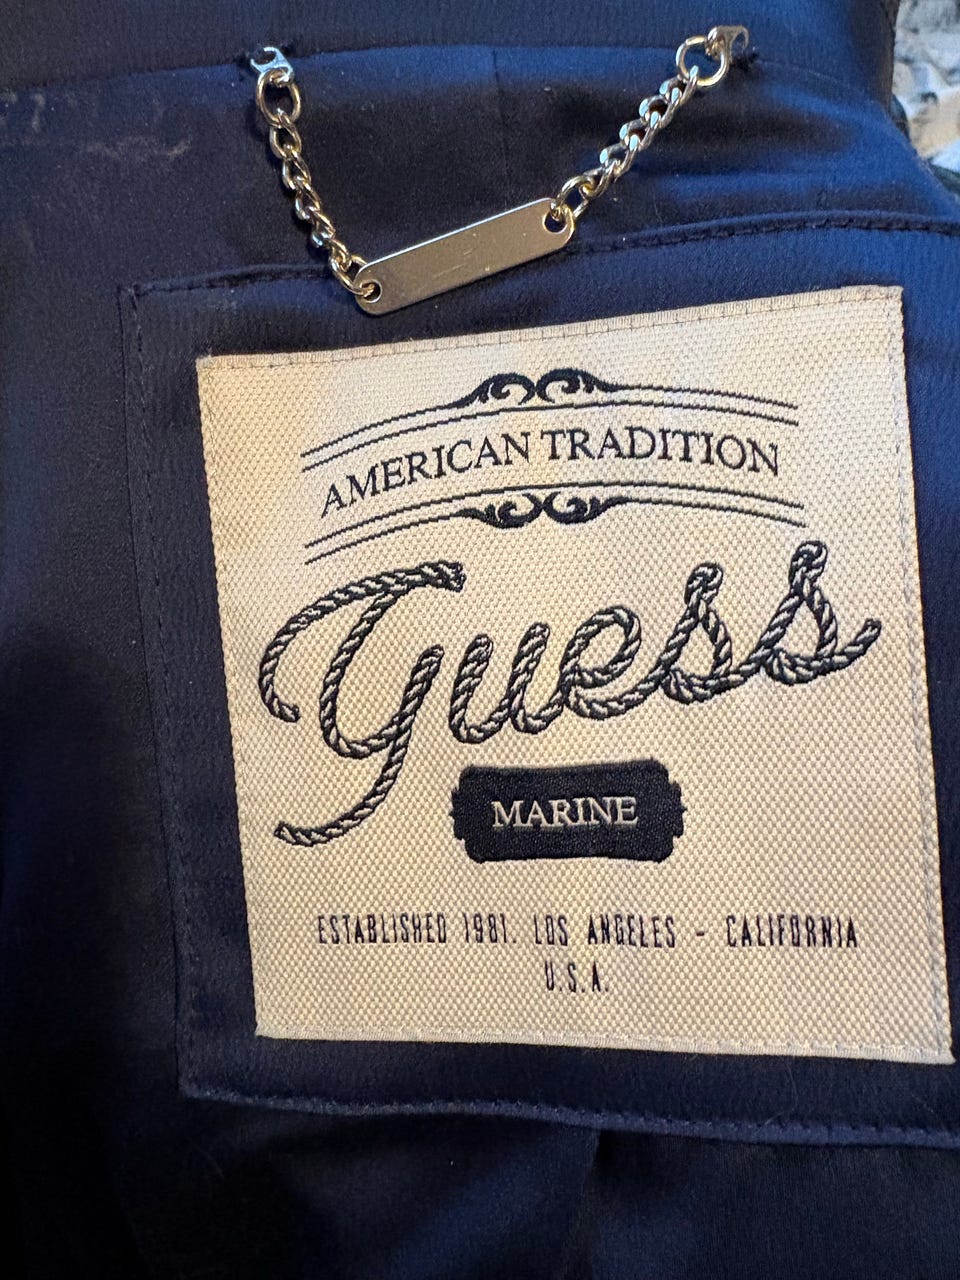 AMERICAN TRADITION
Guess
MARINE
ESTABLISHED 1981. LOS ANGELES - CALIFORNIA
U.S.A.